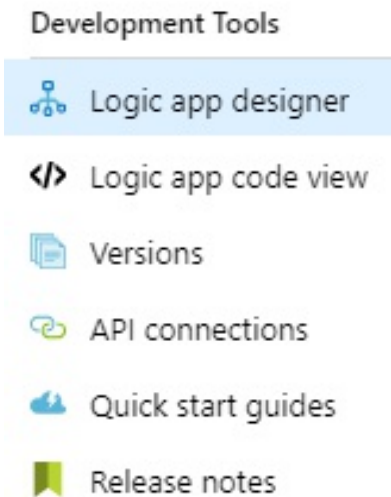 Development Tools
Logic app designer
Logic app code view
Versions
API connections
Quick start guides
Release notes